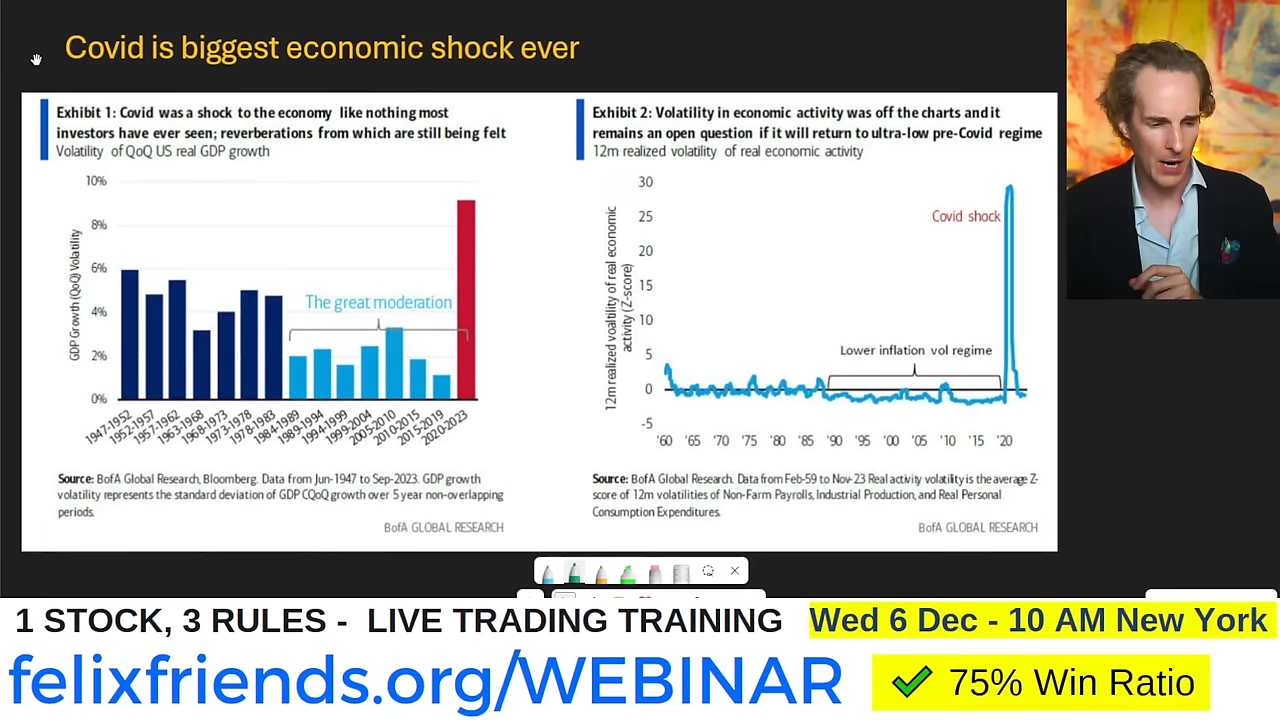 Covid is biggest economic shock ever
Exhibit 1: Covid was a shock to the economy like nothing most
investors have ever seen; reverberations from which are still being felt
Volatility of QoQ US real GDP growth
10%
8%
6%
4%
2%
0%
GDP Growth (QoQ) Volatility
The great moderation
1947-1952
1952-1957
1957-1962
1963-1968
1968-1973
1973-1978
1978-1983
1984-1989
1989-1994
1994-1999
1999-2004
2005-2010
2010-2015
2015-2019
2020-2023
Source: BofA Global Research, Bloomberg. Data from Jun-1947 to Sep-2023. GDP growth
volatility represents the standard deviation of GDP CQoQ growth over 5 year non-overlapping
periods.
BofA GLOBAL RESEARCH
Exhibit 2: Volatility in economic activity was off the charts and it
remains an open question if it will return to ultra-low pre-Covid regime
12m realized volatility of real economic activity
30
25
20
15
10
5
0
-5
12m realized voaltility of real economic
activity (Z-score)
Covid shock
Lower inflation vol regime
'60 '65 '70 '75 '80 '85 '90 '95 '00 '05 '10 '15 '20
Source: BofA Global Research. Data from Feb-59 to Nov-23 Real activity volatility is the average Z-
score of 12m volatilities of Non-Farm Payrolls, Industrial Production, and Real Personal
Consumption Expenditures.
BofA GLOBAL RESEARCH
1 STOCK, 3 RULES - LIVE TRADING TRAINING
Wed 6 Dec - 10 AM New York
felixfriends.org/WEBINAR
75% Win Ratio